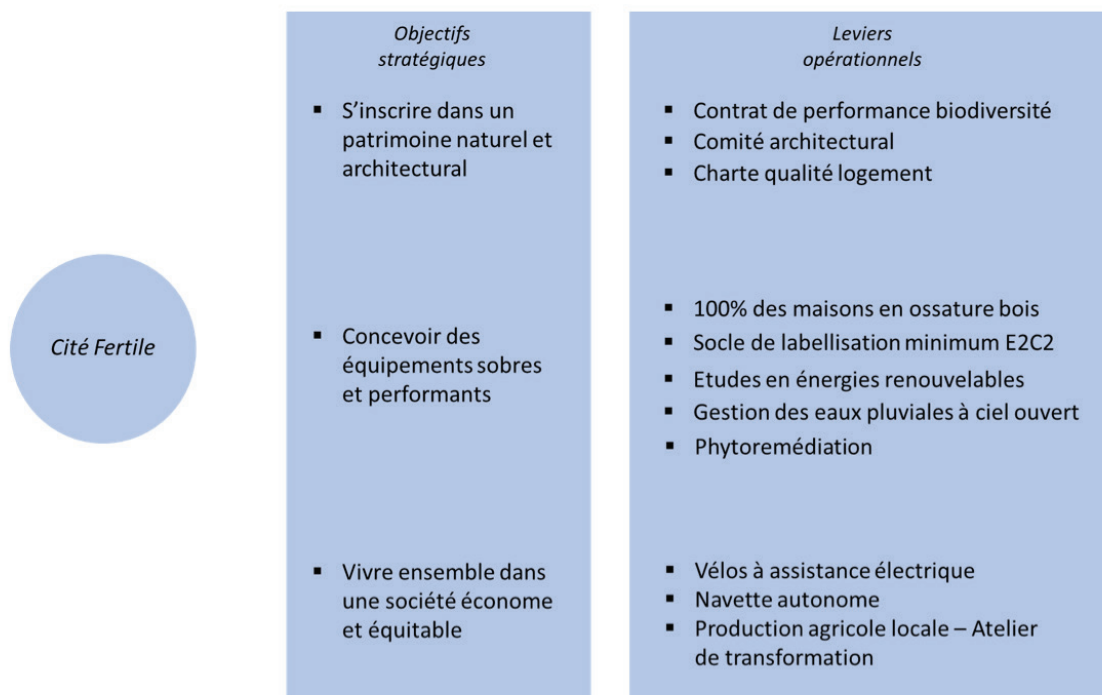 Cité Fertile
Objectifs
stratégiques
▪ S’inscrire dans un
patrimoine naturel et
architectural
▪ Concevoir des
équipements sobres
et performants
▪ Vivre ensemble dans
une société économe
et équitable
Leviers
opérationnels
▪ Contrat de performance biodiversité
▪ Comité architectural
▪ Charte qualité logement
▪ 100% des maisons en ossature bois
▪ Socle de labellisation minimum E2C2
▪ Etudes en énergies renouvelables
▪ Gestion des eaux pluviales à ciel ouvert
▪ Phytoremédiation
▪ Vélos à assistance électrique
▪ Navette autonome
▪ Production agricole locale – Atelier
de transformation